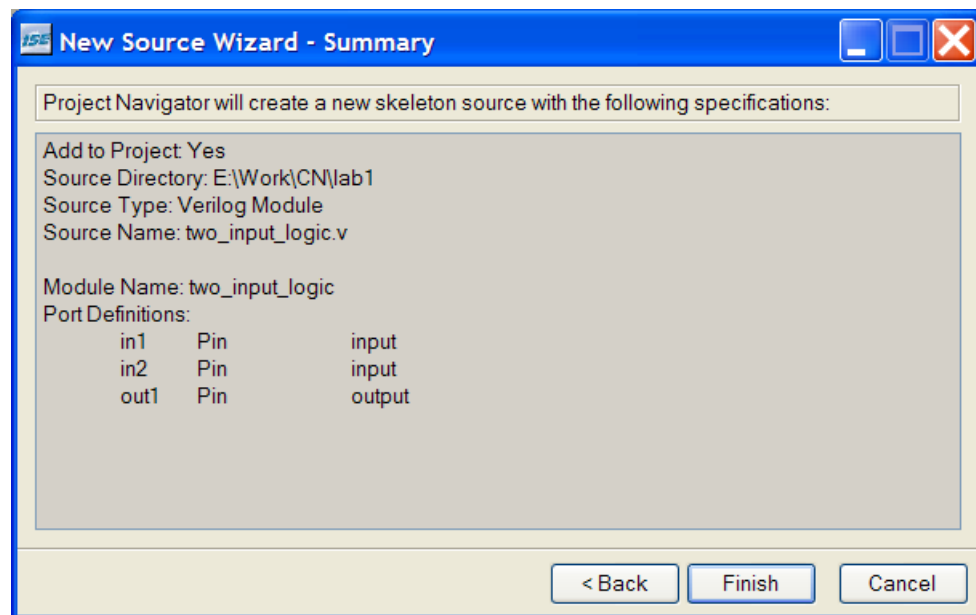 ISE New Source Wizard - Summary
Project Navigator will create a new skeleton source with the following specifications:
Add to Project: Yes
Source Directory: E:\Work\CN\lab1
Source Type: Verilog Module
Source Name: two_input_logic.v
Module Name: two_input_logic
Port Definitions:
in1 Pin input
in2 Pin input
out1 Pin output
< Back Finish Cancel